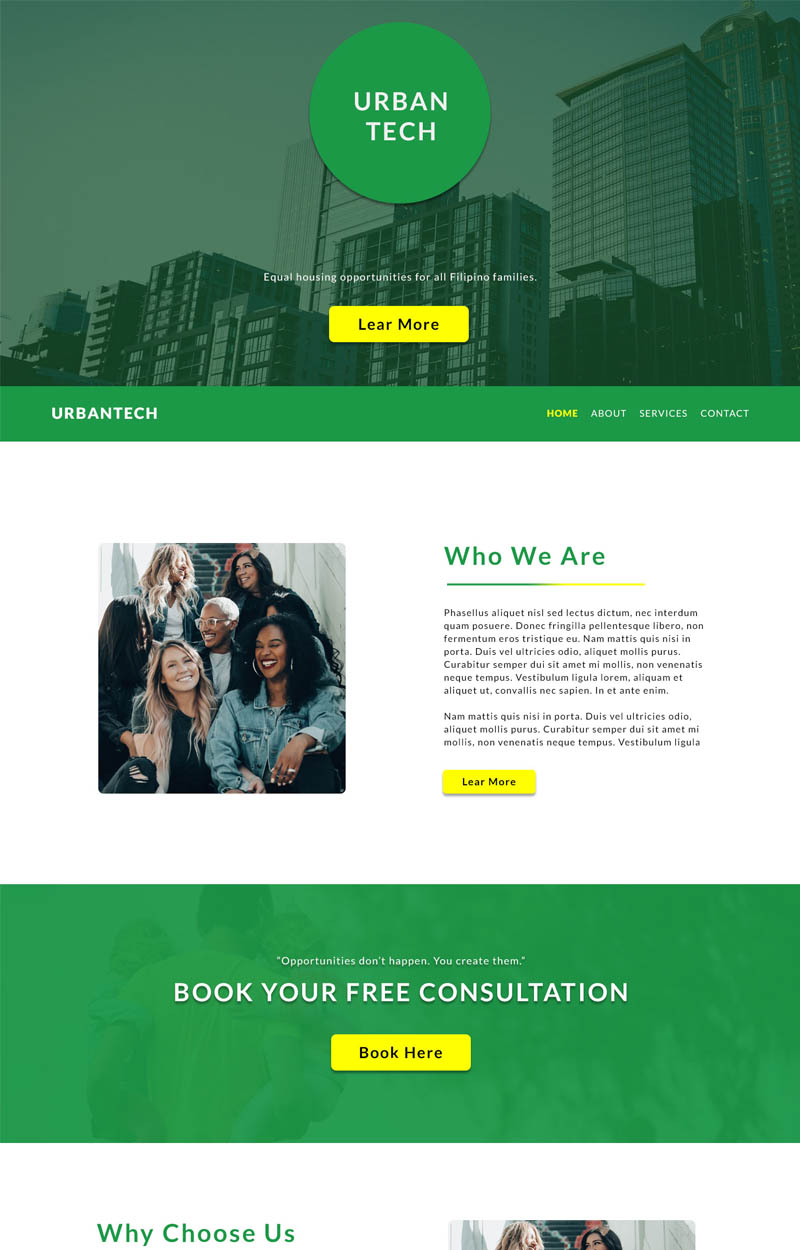 URBAN
TECH
Equal housing opportunities for all Filipino families.
Lear More
URBANTECH
HOME ABOUT SERVICES CONTACT
Who We Are
Phasellus aliquet nisl sed lectus dictum, nec interdum
quam posuere. Donec fringilla pellentesque libero, non
fermentum eros tristique eu. Nam mattis quis nisi in
porta. Duis vel ultricies odio, aliquet mollis purus.
Curabitur semper dui sit amet mi mollis, non venenatis
neque tempus. Vestibulum ligula lorem, aliquam et
aliquet ut, convallis nec sapien. In et ante enim.
Nam mattis quis nisi in porta. Duis vel ultricies odio,
aliquet mollis purus. Curabitur semper dui sit amet mi
mollis, non venenatis neque tempus. Vestibulum ligula
Lear More
“Opportunities don’t happen. You create them.”
BOOK YOUR FREE CONSULTATION
Book Here
Why Choose Us